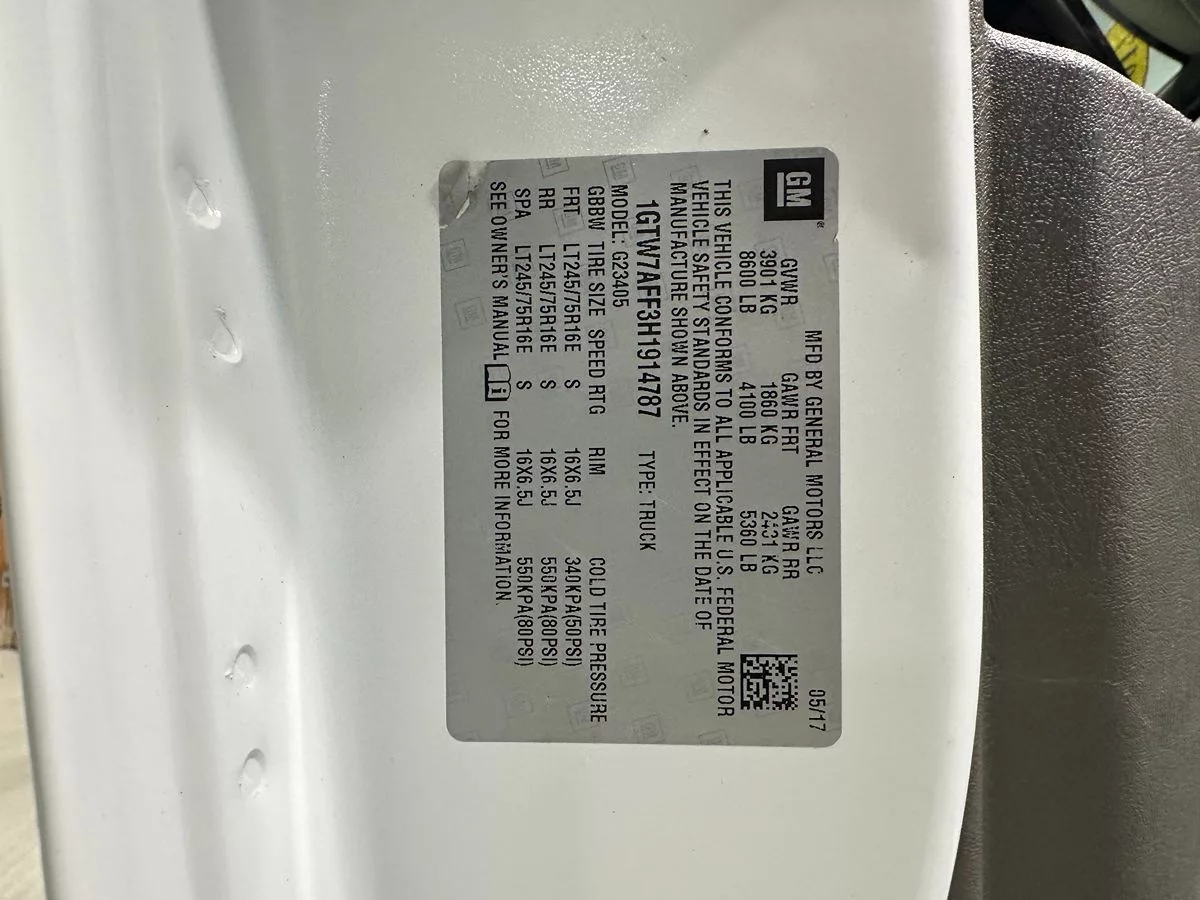 GM
MFD BY GENERAL MOTORS LLC 05/17
GVWR GAWR FRT GAWR RR
3901 KG 1860 KG 2431 KG
8600 LB 4100 LB 5360 LB
THIS VEHICLE CONFORMS TO ALL APPLICABLE U.S. FEDERAL MOTOR
VEHICLE SAFETY STANDARDS IN EFFECT ON THE DATE OF
MANUFACTURE SHOWN ABOVE.
1GTW7AFF3H1914787 TYPE: TRUCK
MODEL: G23405
GBBW TIRE SIZE SPEED RTG RIM COLD TIRE PRESSURE
FRT LT245/75R16E S 16X6.5J 340KPA(50PSI)
RR LT245/75R16E S 16X6.5J 550KPA(80PSI)
SPA LT245/75R16E S 16X6.5J 550KPA(80PSI)
SEE OWNER'S MANUAL i FOR MORE INFORMATION.